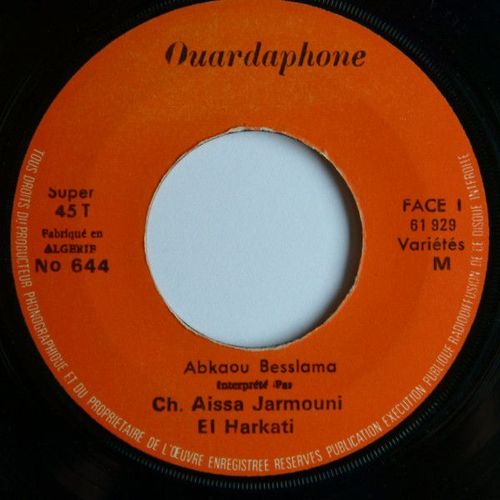 Ouardaphone
Super
45 T
Fabriqué en
ALGERIE
No 644
FACE I
61 929
Variétés
M
Abkaou Besslama
Interprété Par
Ch. Aissa Jarmouni
El Harkati
TOUS DROITS DU PRODUCTEUR PHONOGRAPHIQUE ET DU PROPRIETAIRE DE L'ŒUVRE ENREGISTREE RESERVES PUBLICATION EXECUTION PUBLIQUE RADIODIFFUSION DE CE DISQUE INTERDITE